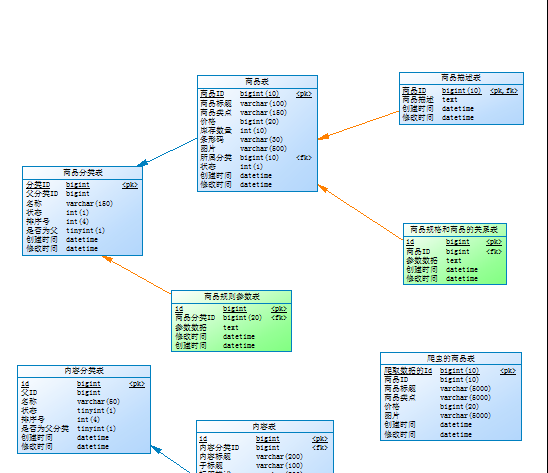 商品表
商品ID bigint(10) <pk>
商品标题 varchar(100)
商品卖点 varchar(150)
价格 bigint(20)
库存数量 int(10)
条形码 varchar(30)
图片 varchar(500)
所属分类 bigint(10) <fk>
状态 int(1)
创建时间 datetime
修改时间 datetime
商品描述表
商品ID bigint(10) <pk,fk>
商品描述 text
创建时间 datetime
修改时间 datetime
商品分类表
分类ID bigint <pk>
父分类ID bigint
名称 varchar(150)
状态 int(1)
排序号 int(4)
是否为父 tinyint(1)
创建时间 datetime
修改时间 datetime
商品规格和商品的关系表
id bigint <pk>
商品ID bigint <fk>
参数数据 text
创建时间 datetime
修改时间 datetime
商品规则参数表
id bigint <pk>
商品分类ID bigint(20) <fk>
参数数据 text
修改时间 datetime
创建时间 datetime
内容分类表
id bigint <pk>
父ID bigint
名称 varchar(50)
状态 tinyint(1)
排序号 int(4)
是否为父分类 tinyint(1)
创建时间 datetime
修改时间 datetime
爬虫的商品表
爬取数据的Id bigint(10) <pk>
商品ID bigint(10)
商品标题 varchar(5000)
商品卖点 varchar(5000)
价格 bigint(20)
图片 varchar(5000)
创建时间 datetime
修改时间 datetime
内容表
id bigint <pk>
内容分类ID bigint <fk>
内容标题 varchar(200)
子标题 varchar(100)